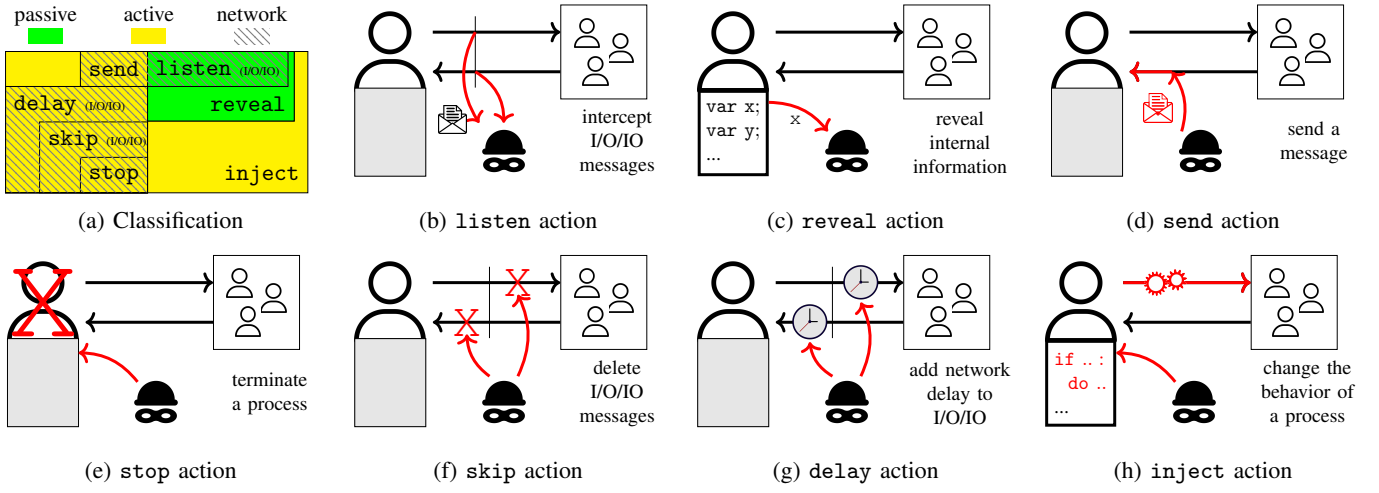 passive active network
send listen (I/O/IO)
delay (I/O/IO) reveal
skip (I/O/IO)
stop inject
(a) Classification
intercept
I/O/IO
messages
(b) listen action
var x;
var y;
...
x
reveal
internal
information
(c) reveal action
send a
message
(d) send action
X
terminate
a process
(e) stop action
X
X
delete
I/O/IO
messages
(f) skip action
add network
delay to
I/O/IO
(g) delay action
if .. :
do ..
...
change the
behavior of
a process
(h) inject action